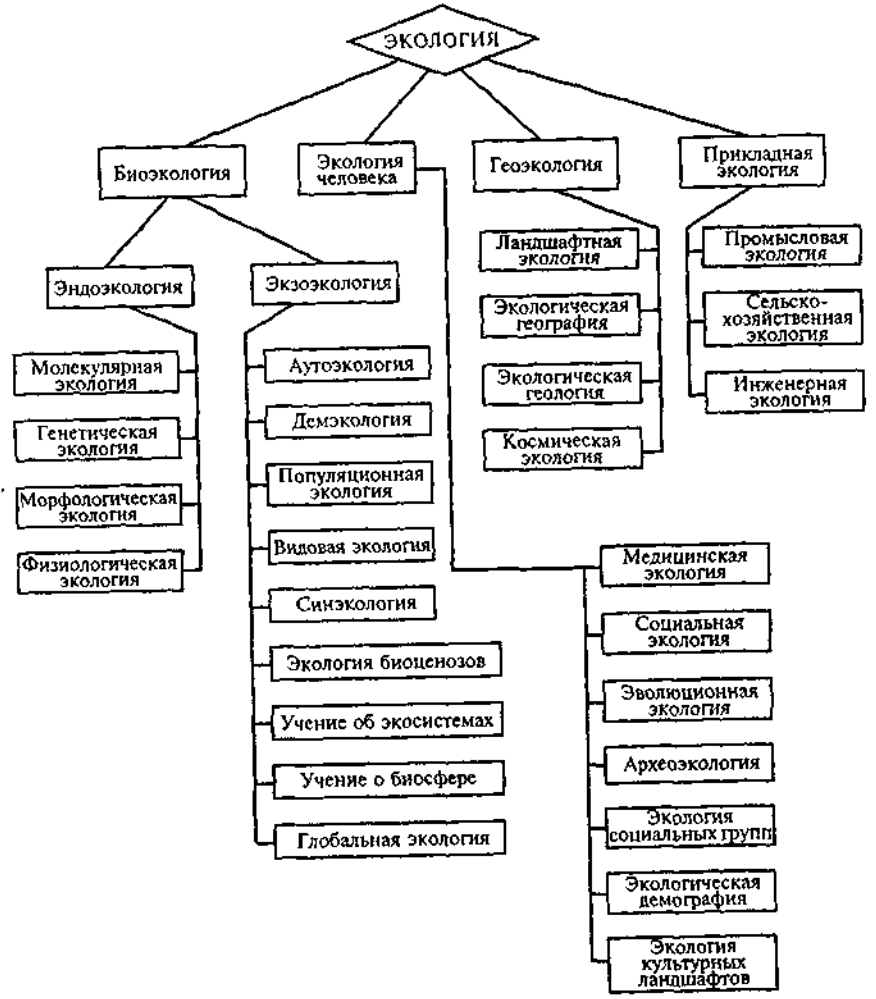 ЭКОЛОГИЯ
Биоэкология
Экология
человека
Геоэкология
Прикладная
экология
Эндоэкология
Экзоэкология
Молекулярная
экология
Генетическая
экология
Морфологическая
экология
Физиологическая
экология
Аутоэкология
Демэкология
Популяционная
экология
Видовая экология
Синэкология
Экология биоценозов
Учение об экосистемах
Учение о биосфере
Глобальная экология
Ландшафтная
экология
Экологическая
география
Экологическая
геология
Космическая
экология
Промысловая
экология
Сельско-
хозяйственная
экология
Инженерная
экология
Медицинская
экология
Социальная
экология
Эволюционная
экология
Археоэкология
Экология
социальных групп
Экологическая
демография
Экология
культурных
ландшафтов